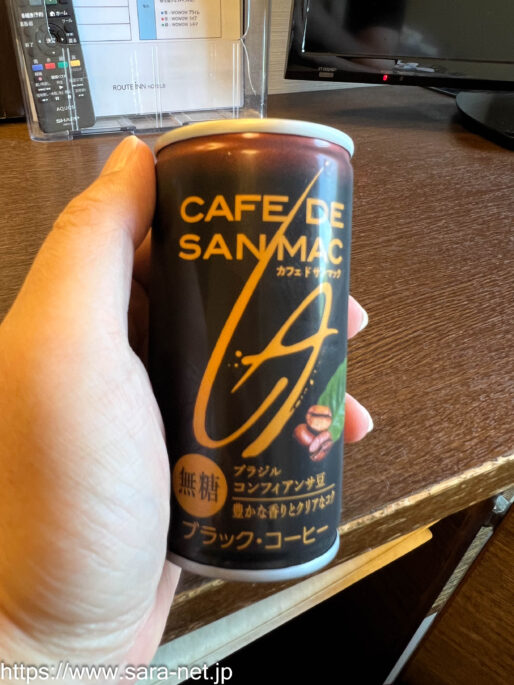 ROUTE INN HOTELS
SHARP
CAFE DE
SAN MAC
カフェ ド サンマック
無糖
ブラジル
コンフィアンサ豆
豊かな香りとクリアなコク
ブラック・コーヒー
https://www.sara-net.jp